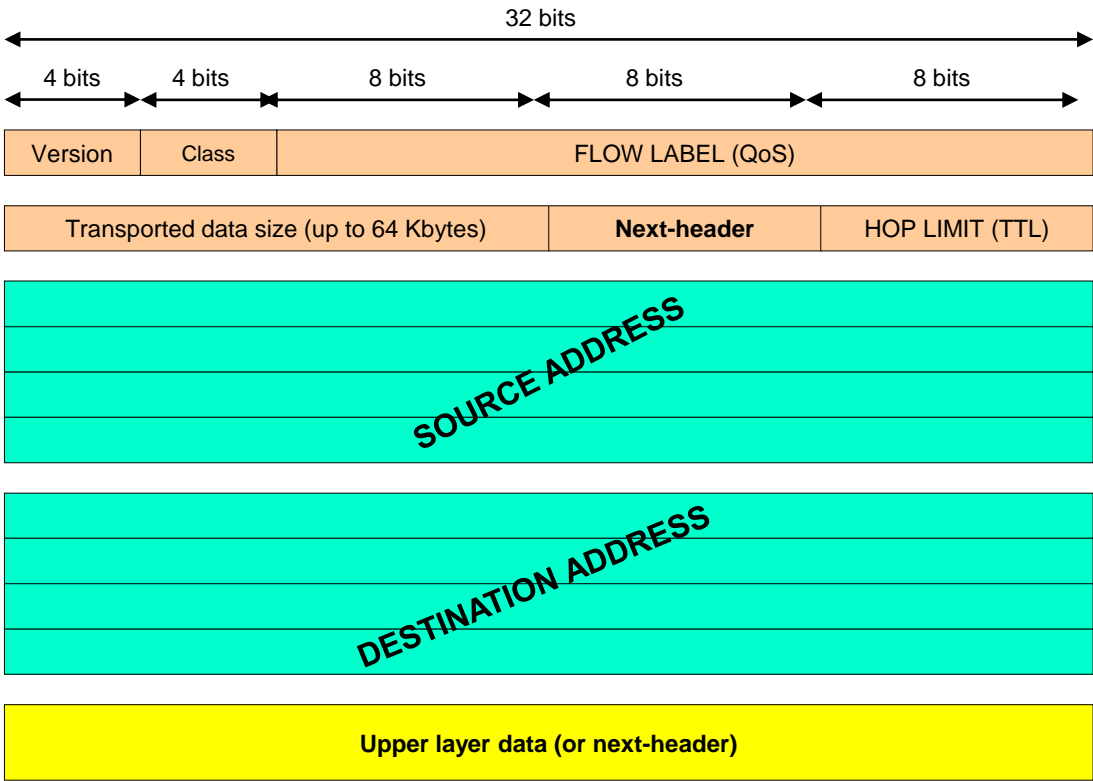 32 bits
4 bits 4 bits 8 bits 8 bits 8 bits
Version Class FLOW LABEL (QoS)
Transported data size (up to 64 Kbytes) Next-header HOP LIMIT (TTL)
SOURCE ADDRESS
DESTINATION ADDRESS
Upper layer data (or next-header)